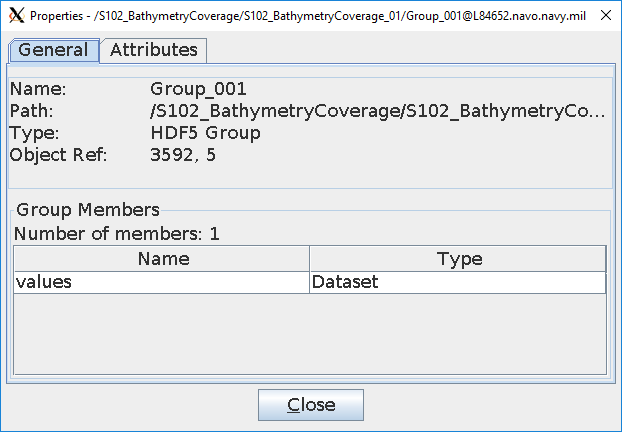 Properties - /S102_BathymetryCoverage/S102_BathymetryCoverage_01/Group_001@L84652.navo.navy.mil
General Attributes
Name: Group_001
Path: /S102_BathymetryCoverage/S102_BathymetryCo...
Type: HDF5 Group
Object Ref: 3592, 5
Group Members
Number of members: 1
Name Type
values Dataset
Close